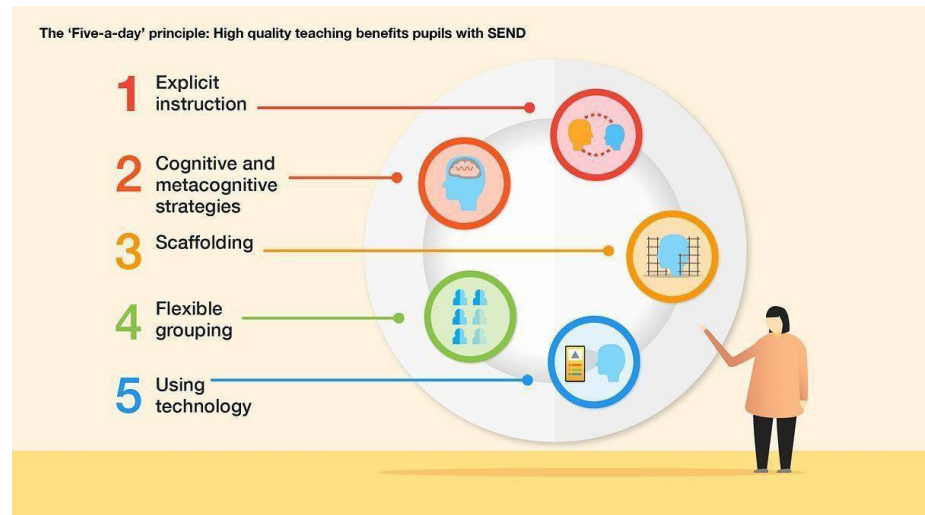 The ‘Five-a-day’ principle: High quality teaching benefits pupils with SEND
1 Explicit
instruction
2 Cognitive and
metacognitive
strategies
3 Scaffolding
4 Flexible
grouping
5 Using
technology